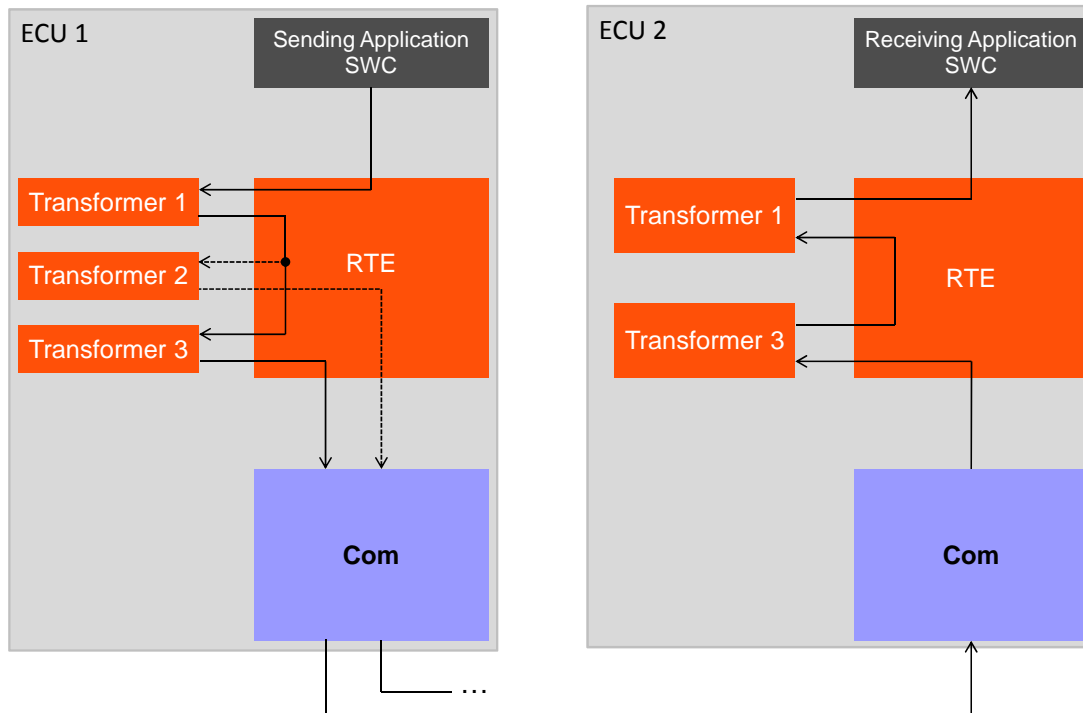 ECU 1
Sending Application
SWC
Transformer 1
Transformer 2
Transformer 3
RTE
Com
...
ECU 2
Receiving Application
SWC
Transformer 1
Transformer 3
RTE
Com